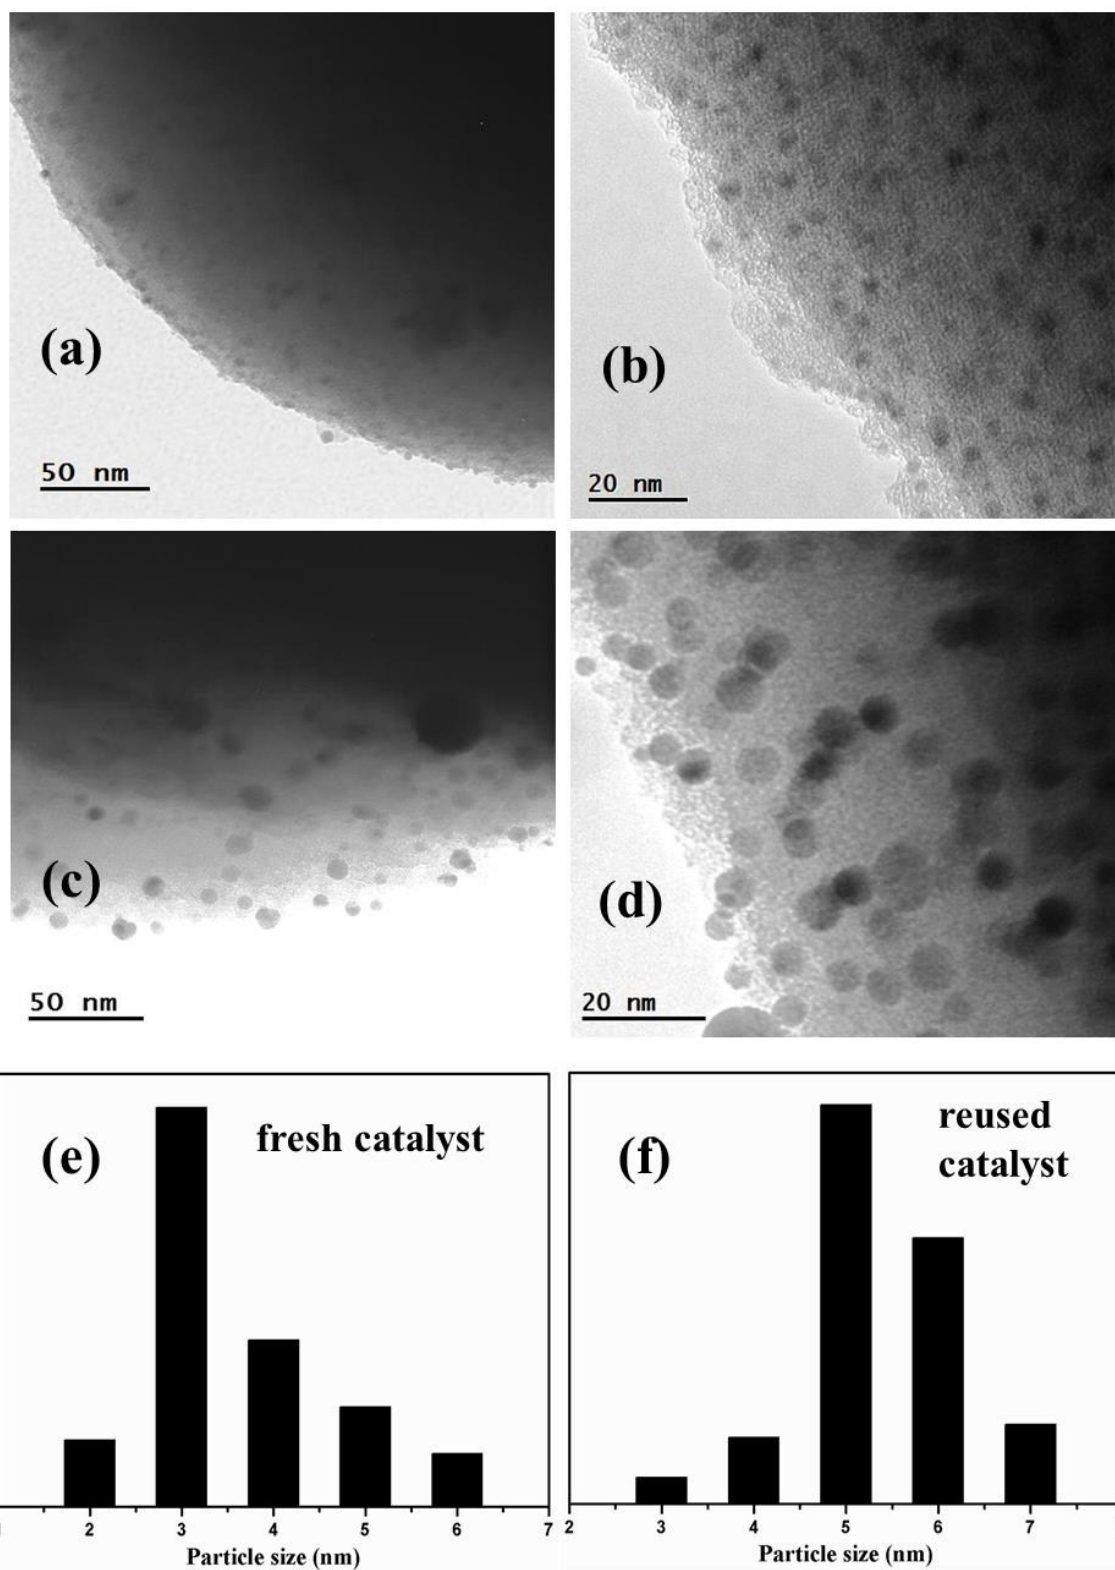 (a)
50 nm
(b)
20 nm
(c)
50 nm
(d)
20 nm
(e)
fresh catalyst
2 3 4 5 6 7
Particle size (nm)
(f)
reused
catalyst
2 3 4 5 6 7
Particle size (nm)